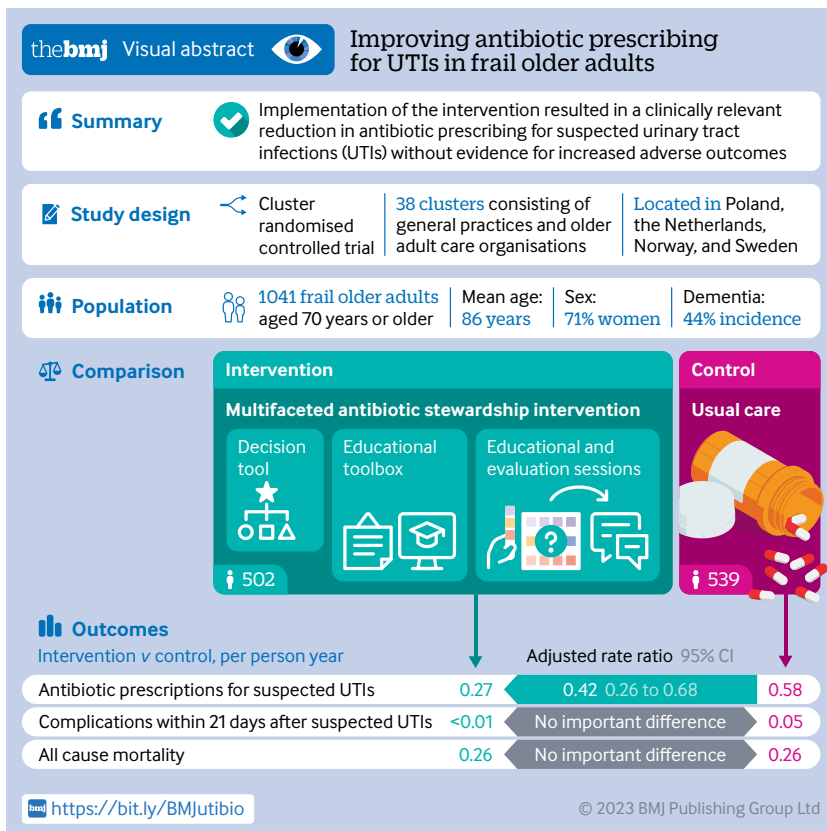 thebmj Visual abstract
Improving antibiotic prescribing
for UTIs in frail older adults
Summary
Implementation of the intervention resulted in a clinically relevant
reduction in antibiotic prescribing for suspected urinary tract
infections (UTIs) without evidence for increased adverse outcomes
Study design
Cluster
randomised
controlled trial
38 clusters consisting of
general practices and older
adult care organisations
Located in Poland,
the Netherlands,
Norway, and Sweden
Population
1041 frail older adults
aged 70 years or older
Mean age:
86 years
Sex:
71% women
Dementia:
44% incidence
Comparison
Intervention
Multifaceted antibiotic stewardship intervention
Decision
tool
Educational
toolbox
Educational and
evaluation sessions
?
502
Control
Usual care
539
Outcomes
Intervention v control, per person year
Adjusted rate ratio 95% CI
Antibiotic prescriptions for suspected UTIs 0.27 0.42 0.26 to 0.68 0.58
Complications within 21 days after suspected UTIs <0.01 No important difference 0.05
All cause mortality 0.26 No important difference 0.26
bmj https://bit.ly/BMJutibio
© 2023 BMJ Publishing Group Ltd